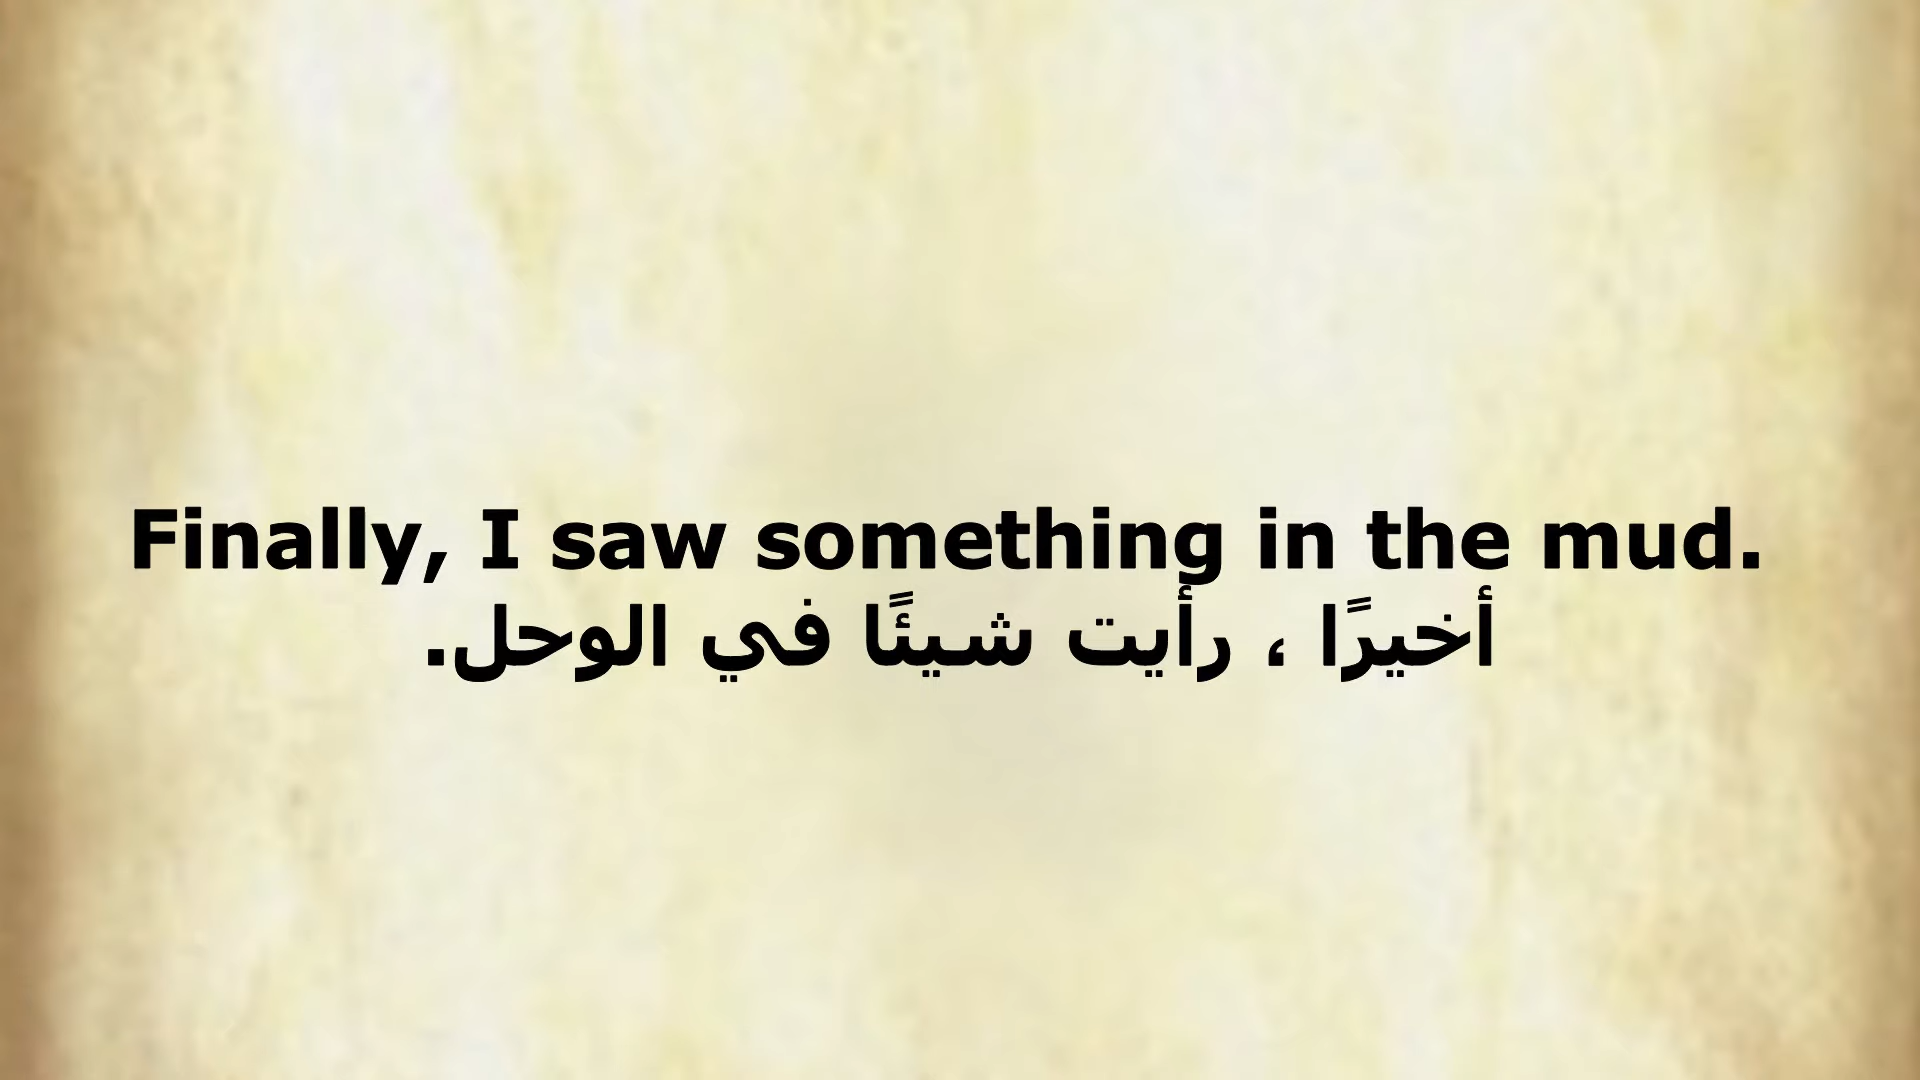 Finally, I saw something in the mud.
أخيرًا ، رأيت شيئًا في الوحل.